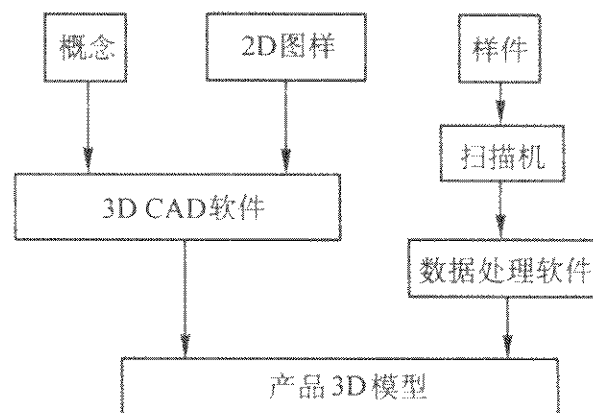 概念
2D图样
样件
扫描机
3D CAD软件
数据处理软件
产品3D模型